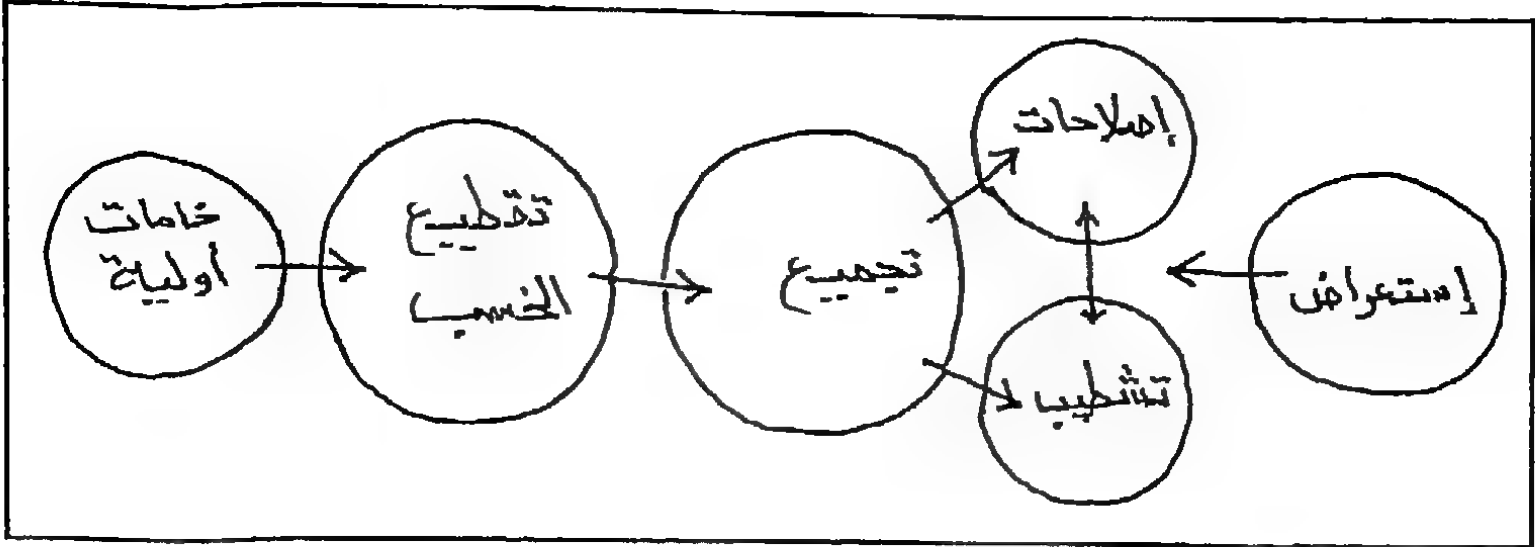 خامات
أولية
تقطيع
الخشب
تجميع
إصلاحات
تشطيب
إستعراض